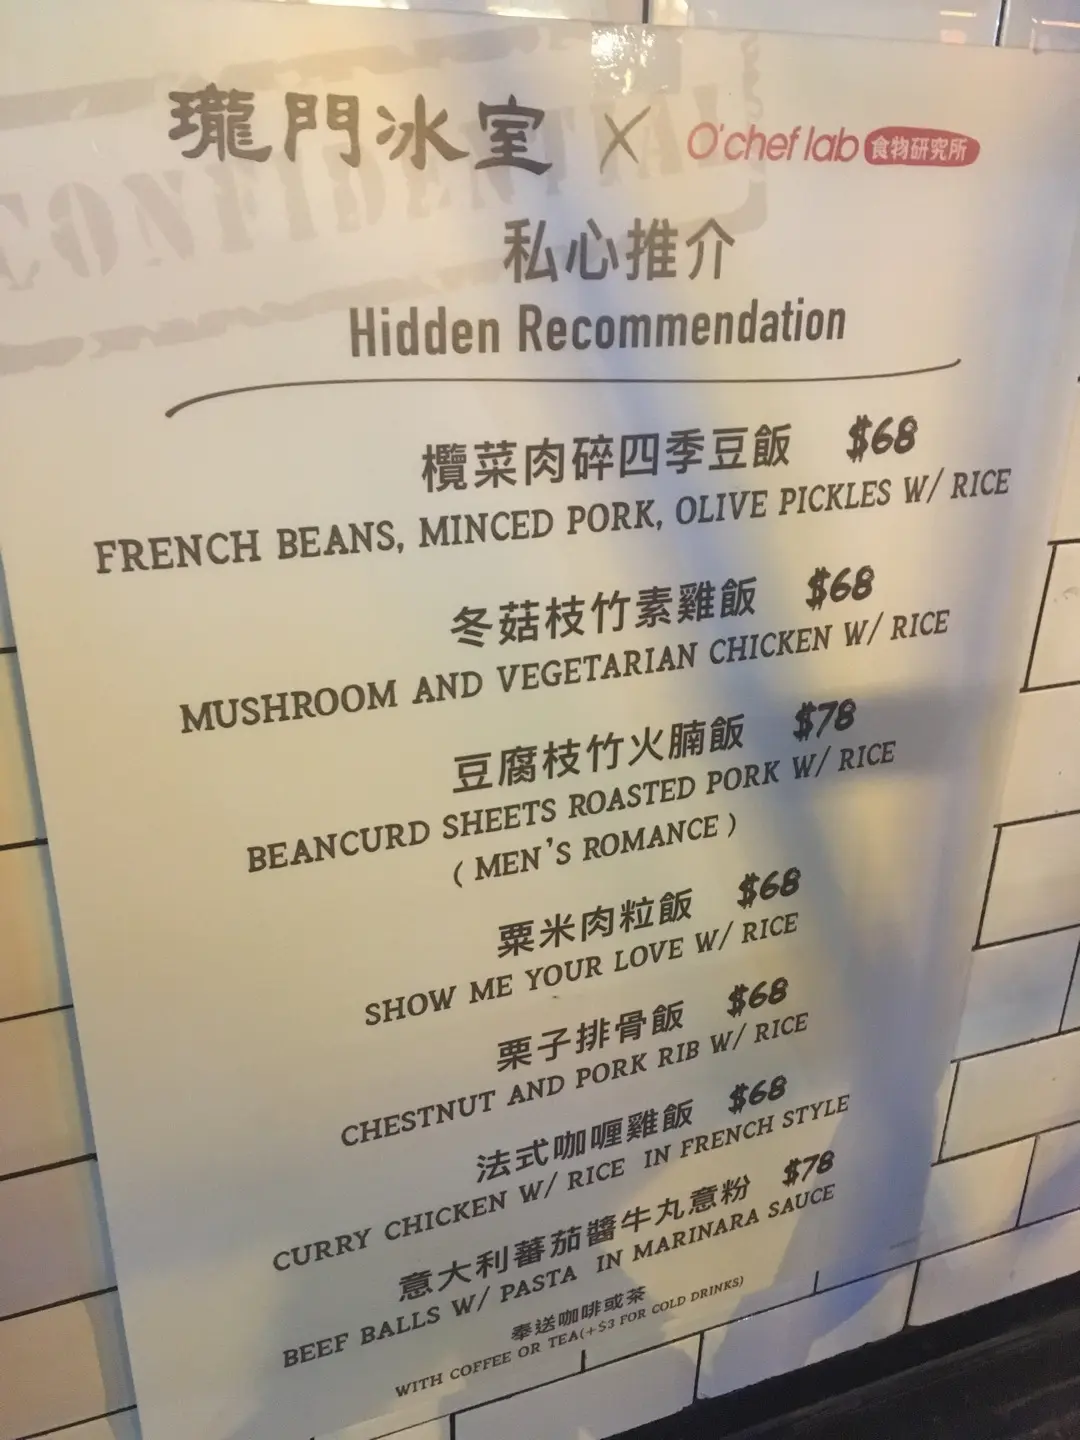 瓏門冰室 × O'chef lab 食物研究所
CONFIDENTIAL
私心推介
Hidden Recommendation
欖菜肉碎四季豆飯 $68
FRENCH BEANS, MINCED PORK, OLIVE PICKLES W/ RICE
冬菇枝竹素雞飯 $68
MUSHROOM AND VEGETARIAN CHICKEN W/ RICE
豆腐枝竹火腩飯 $78
BEANCURD SHEETS ROASTED PORK W/ RICE
( MEN'S ROMANCE )
粟米肉粒飯 $68
SHOW ME YOUR LOVE W/ RICE
栗子排骨飯 $68
CHESTNUT AND PORK RIB W/ RICE
法式咖喱雞飯 $68
CURRY CHICKEN W/ RICE IN FRENCH STYLE
意大利蕃茄醬牛丸意粉 $78
BEEF BALLS W/ PASTA IN MARINARA SAUCE
奉送咖啡或茶
WITH COFFEE OR TEA(+$3 FOR COLD DRINKS)